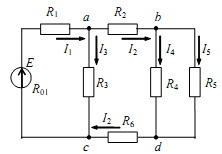 R1 a R2 b
I1 I3 I2 I4 I5
E
R01 R3 R4 R5
I2
c R6 d